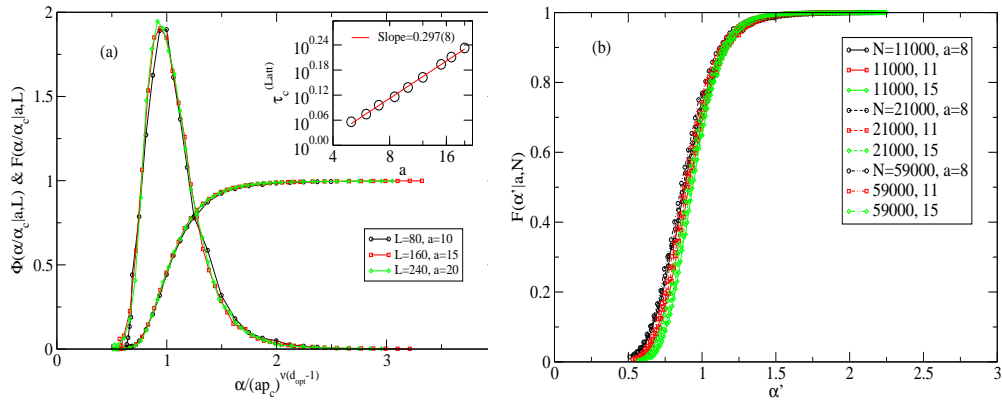 (a)
Φ(α/α_c|a,L) & F(α/α_c|a,L)
2
1.5
1
0.5
0
0
1
2
3
α/(ap_c)^ν(d_opt-1)
L=80, a=10
L=160, a=15
L=240, a=20
Slope=0.297(8)
τ_c^(Latt)
10^0.24
10^0.18
10^0.12
10^0.06
10^0.00
4
8
16
a
(b)
F(α'|a,N)
1
0.8
0.6
0.4
0.2
0
0
0.5
1
1.5
2
2.5
3
α'
N=11000, a=8
11000, 11
11000, 15
N=21000, a=8
21000, 11
21000, 15
N=59000, a=8
59000, 11
59000, 15